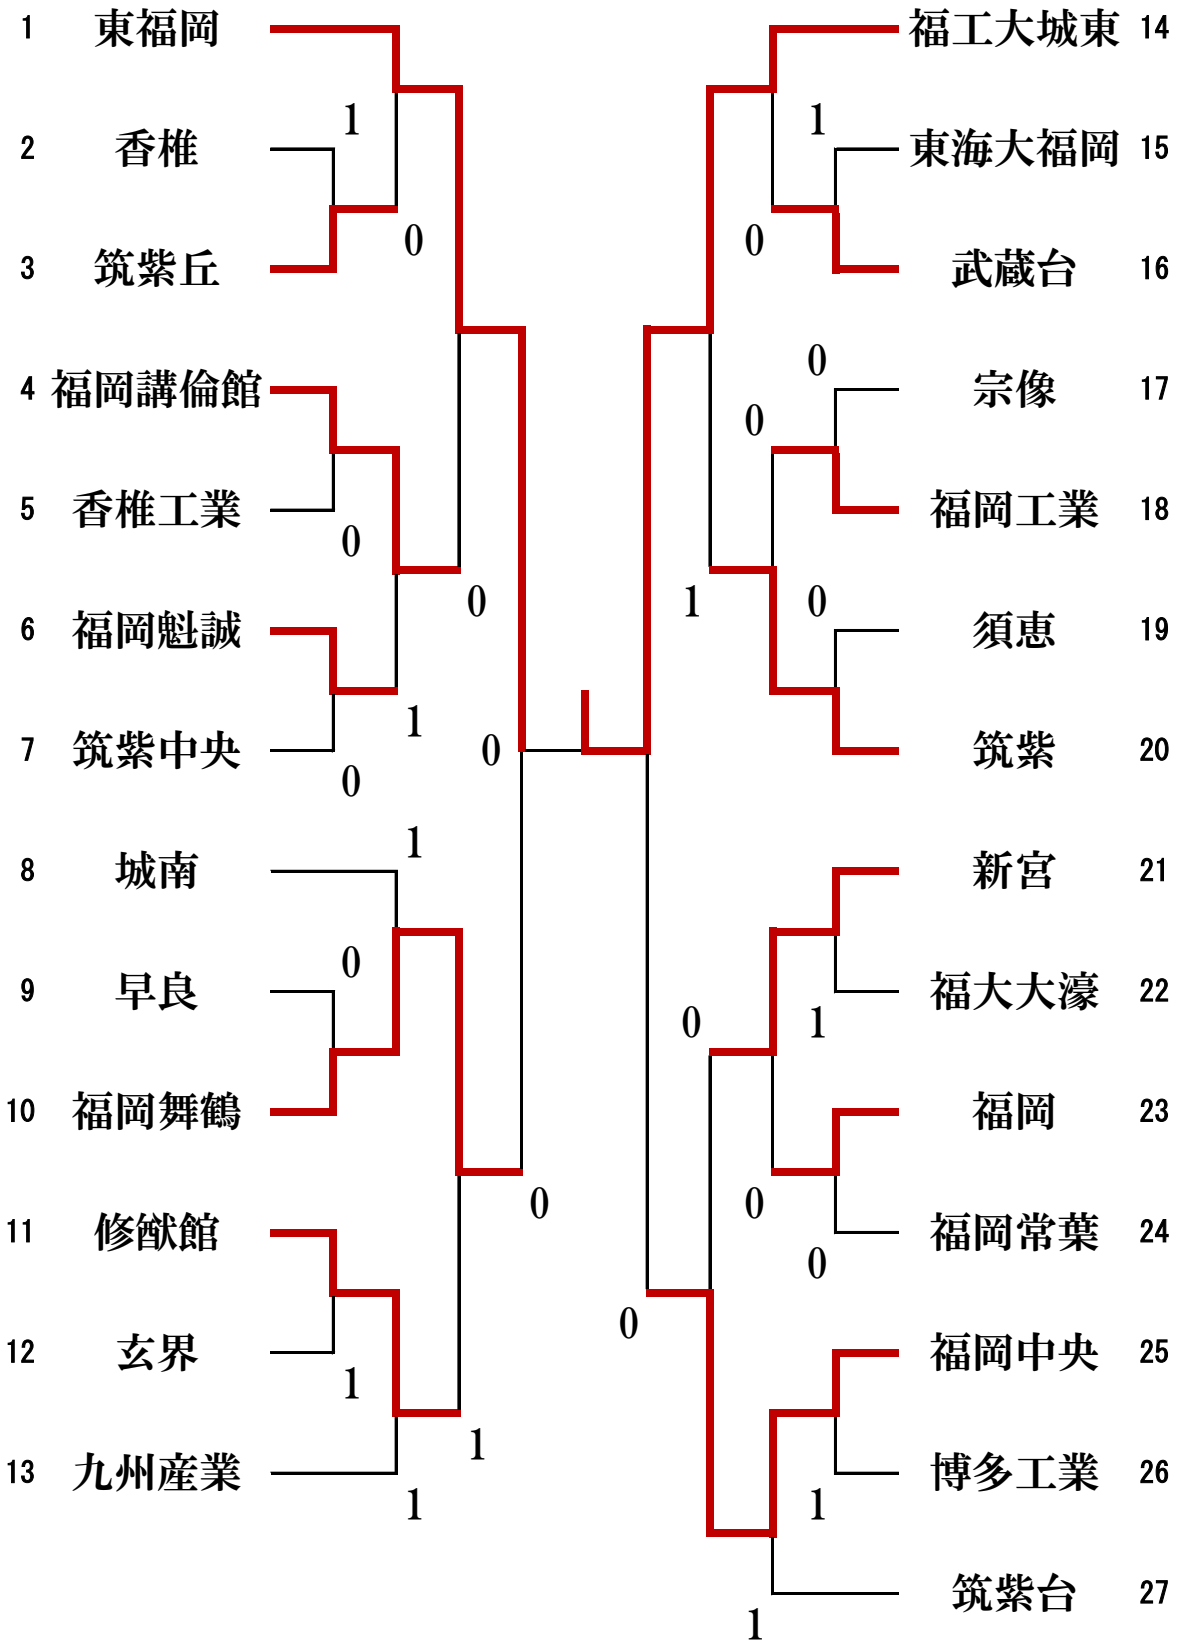 1 東福岡
1
2 香椎
3 筑紫丘
0
4 福岡講倫館
5 香椎工業
0
0
6 福岡魁誠
1
7 筑紫中央
0
0
1
8 城南
0
9 早良
10 福岡舞鶴
0
11 修猷館
12 玄界
1
1
13 九州産業
1
福工大城東 14
1
東海大福岡 15
0
武蔵台 16
0
宗像 17
0
福岡工業 18
1
0
須恵 19
筑紫 20
新宮 21
福大大濠 22
0
1
福岡 23
0
福岡常葉 24
0
0
福岡中央 25
博多工業 26
1
筑紫台 27
1